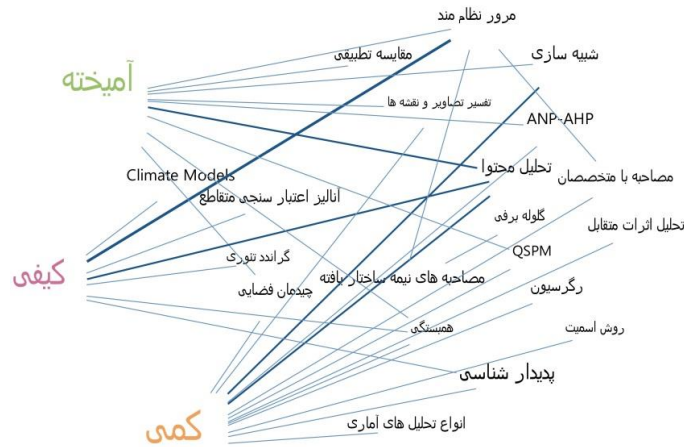 مرور نظام مند
مقایسه تطبیقی
شبیه سازی
آمیخته
تفسیر تصاویر و نقشه ها
ANP-AHP
تحلیل محتوا
مصاحبه با متخصصان
Climate Models
آنالیز اعتبار سنجی متقاطع
گلوله برفی
تحلیل اثرات متقابل
QSPM
گراندد تئوری
کیفی
مصاحبه های نیمه ساختار یافته
چیدمان فضایی
رگرسیون
همبستگی
روش اسمیت
پدیدار شناسی
کمی
انواع تحلیل های آماری